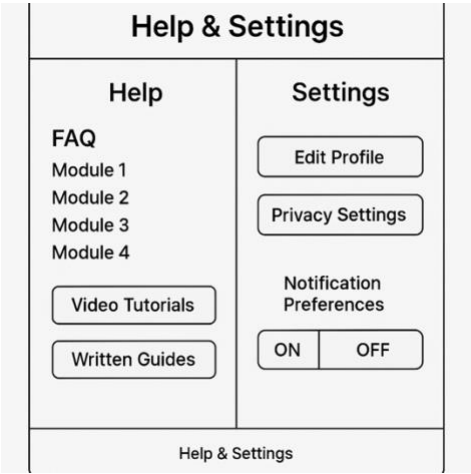 Help & Settings
Help
FAQ
Module 1
Module 2
Module 3
Module 4
Video Tutorials
Written Guides
Settings
Edit Profile
Privacy Settings
Notification
Preferences
ON OFF
Help & Settings